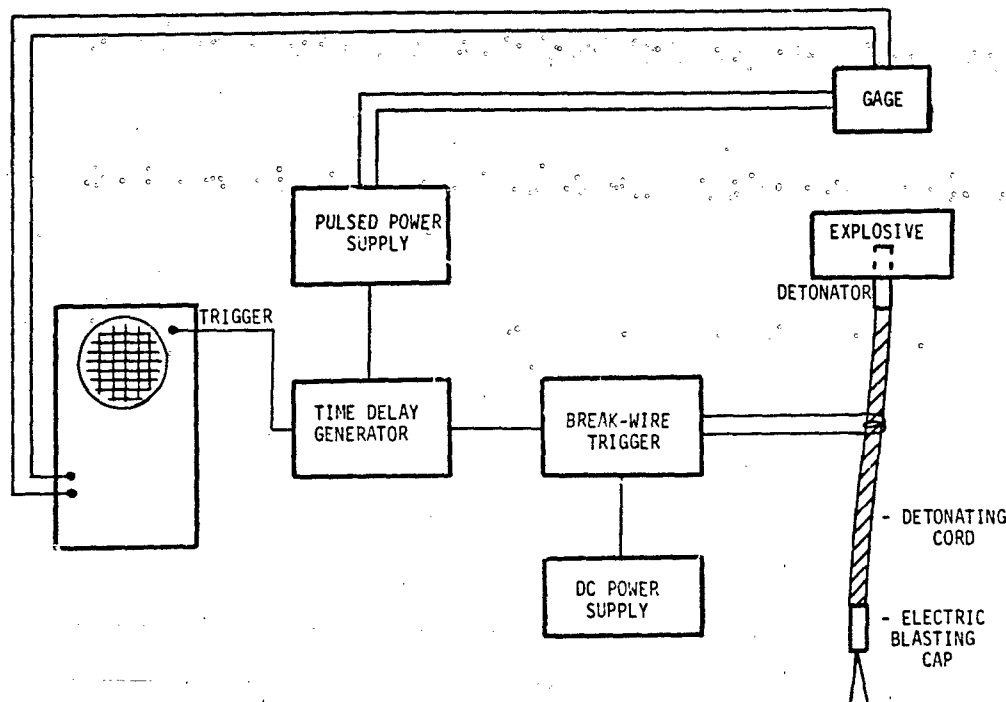 GAGE
PULSED POWER
SUPPLY
EXPLOSIVE
DETONATOR
TRIGGER
TIME DELAY
GENERATOR
BREAK-WIRE
TRIGGER
- DETONATING
CORD
DC POWER
SUPPLY
- ELECTRIC
BLASTING
CAP